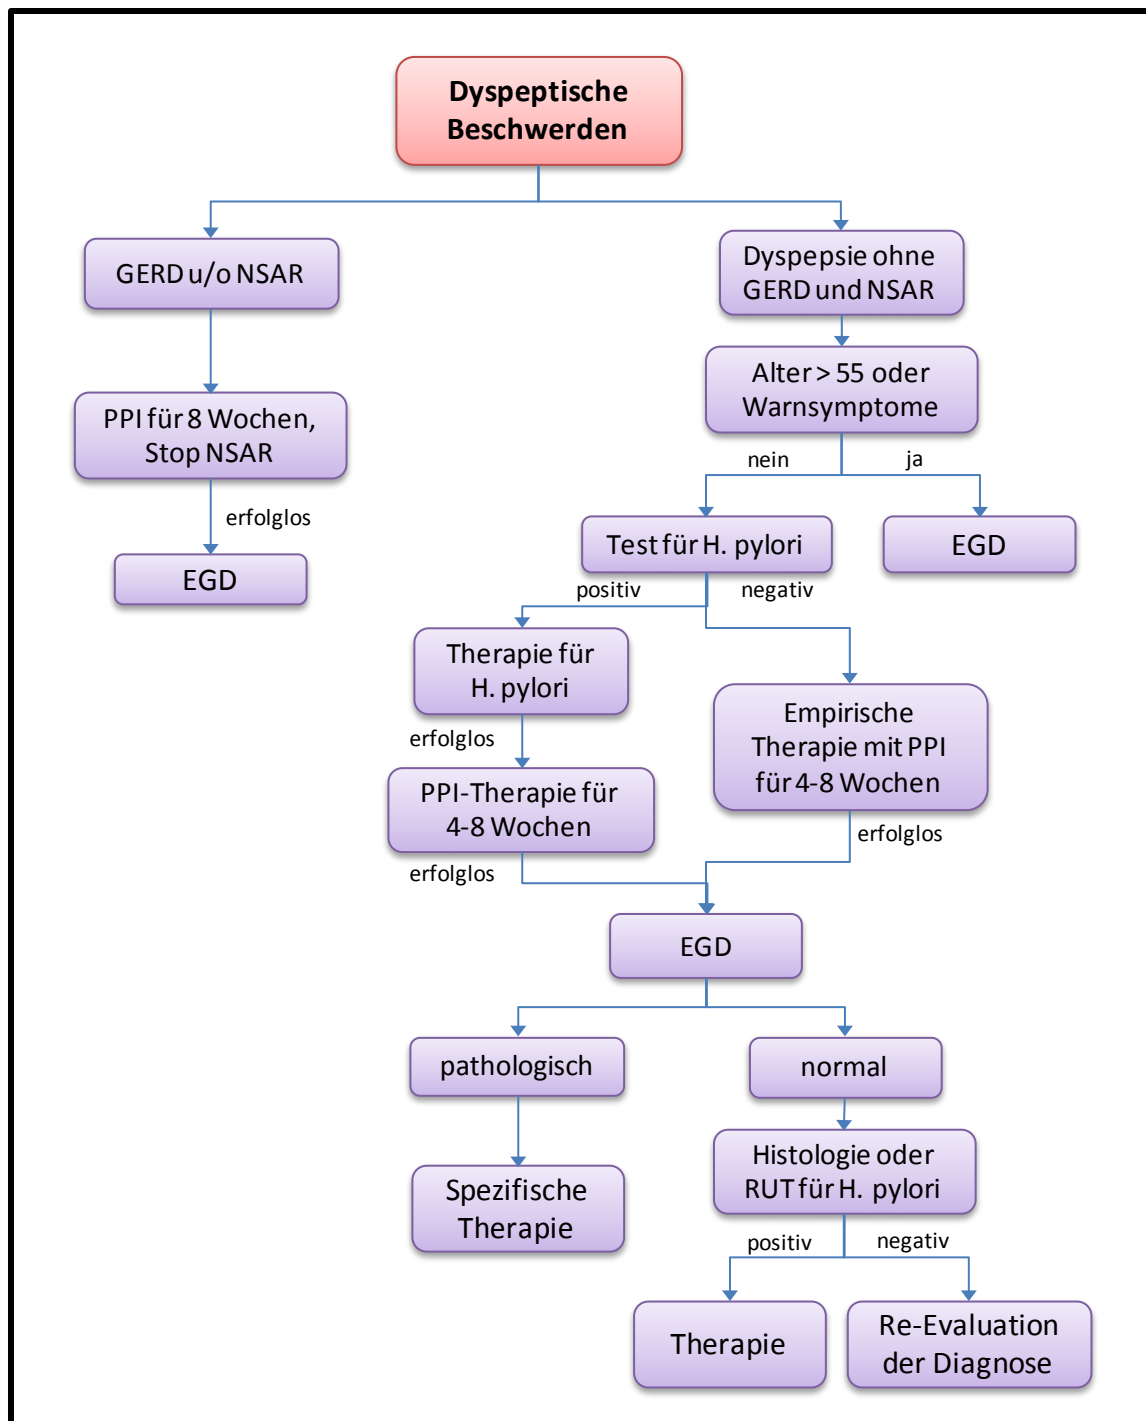 Dyspeptische
Beschwerden
GERD u/o NSAR
Dyspepsie ohne
GERD und NSAR
Alter > 55 oder
Warnsymptome
PPI für 8 Wochen,
Stop NSAR
nein
ja
erfolglos
Test für H. pylori
EGD
EGD
positiv
negativ
Therapie für
H. pylori
Empirische
Therapie mit PPI
für 4-8 Wochen
erfolglos
PPI-Therapie für
4-8 Wochen
erfolglos
erfolglos
EGD
pathologisch
normal
Spezifische
Therapie
Histologie oder
RUT für H. pylori
positiv
negativ
Therapie
Re-Evaluation
der Diagnose